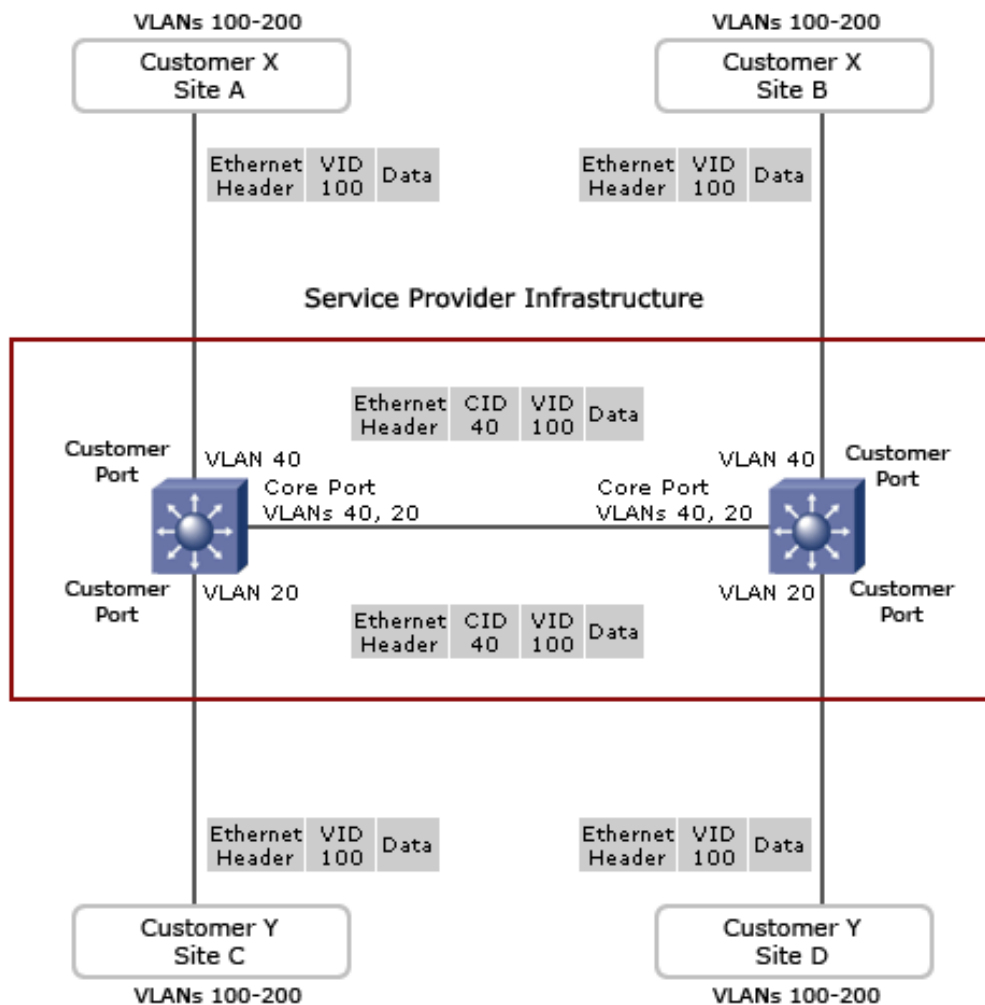 VLANs 100-200
VLANs 100-200
Customer X
Site A
Customer X
Site B
Ethernet Header
VID 100
Data
Ethernet Header
VID 100
Data
Service Provider Infrastructure
Ethernet Header
CID 40
VID 100
Data
Customer Port
VLAN 40
VLAN 40
Customer Port
Core Port
VLANs 40, 20
Core Port
VLANs 40, 20
Customer Port
VLAN 20
VLAN 20
Customer Port
Ethernet Header
CID 40
VID 100
Data
Ethernet Header
VID 100
Data
Ethernet Header
VID 100
Data
Customer Y
Site C
Customer Y
Site D
VLANs 100-200
VLANs 100-200